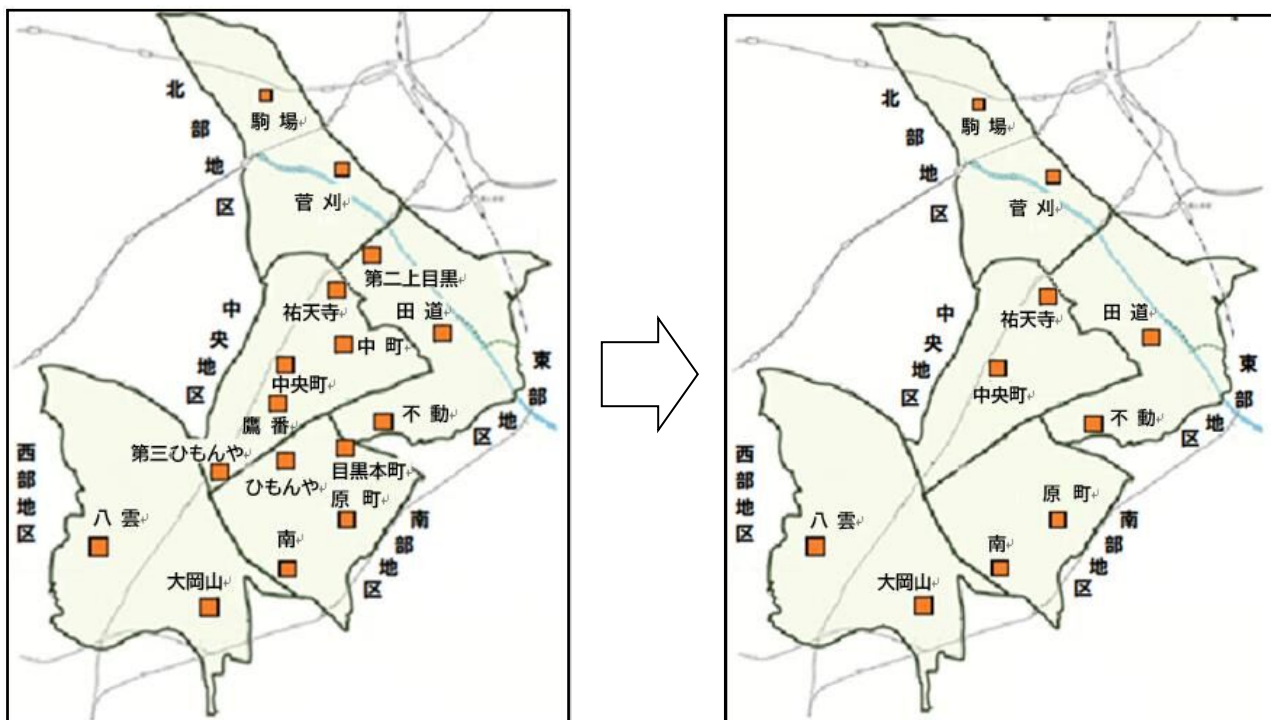 北部地区
駒 場
菅 刈
第二上目黒
祐天寺
田 道
中央地区
中 町
中央町
東部地区
鷹 番
不 動
第三ひもんや
ひもんや
目黒本町
西部地区
原 町
八 雲
南
南部地区
大岡山
北部地区
駒 場
菅 刈
祐天寺
田 道
中央地区
中央町
東部地区
不 動
西部地区
原 町
八 雲
南
南部地区
大岡山